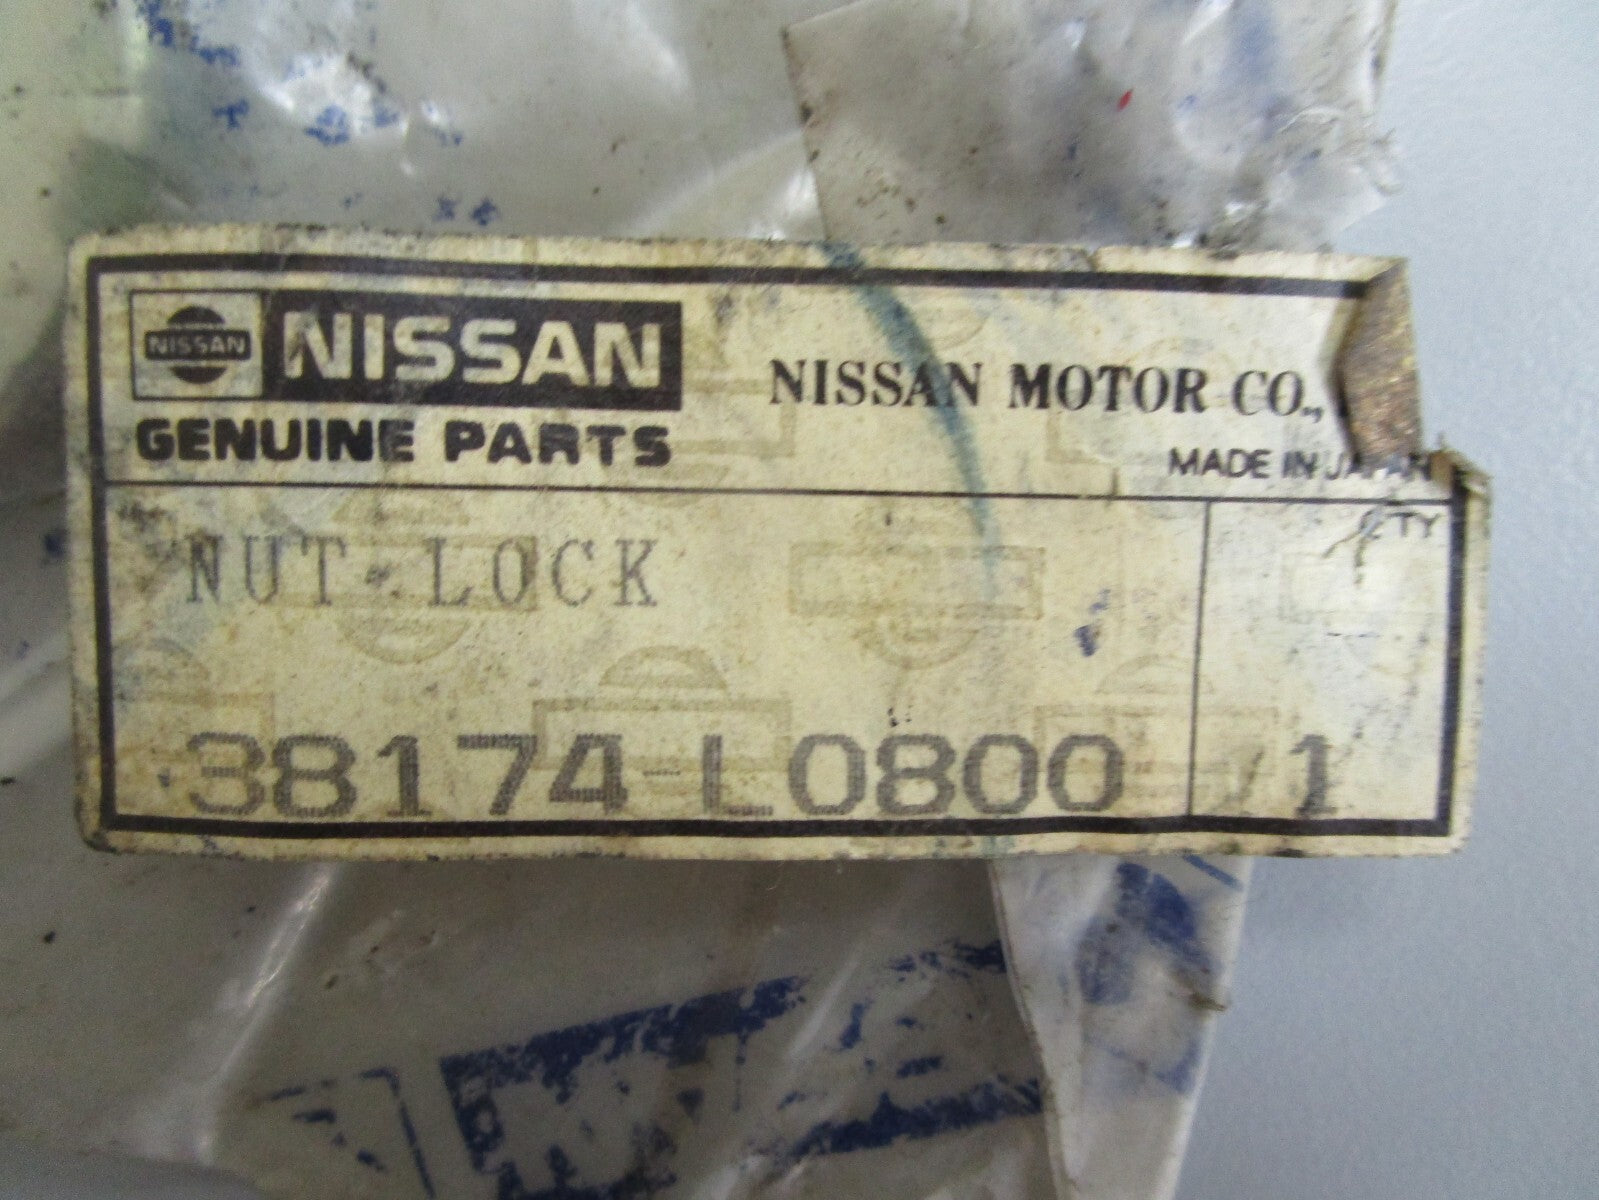 NISSAN NISSAN
GENUINE PARTS
NISSAN MOTOR CO.,
MADE IN JAPAN
NUT-LOCK
38174-L0800 1